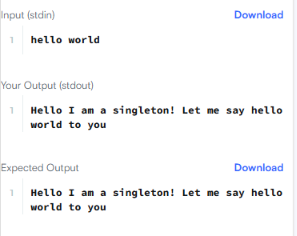 Input (stdin) Download
1 hello world
Your Output (stdout)
1 Hello I am a singleton! Let me say hello
world to you
Expected Output Download
1 Hello I am a singleton! Let me say hello
world to you